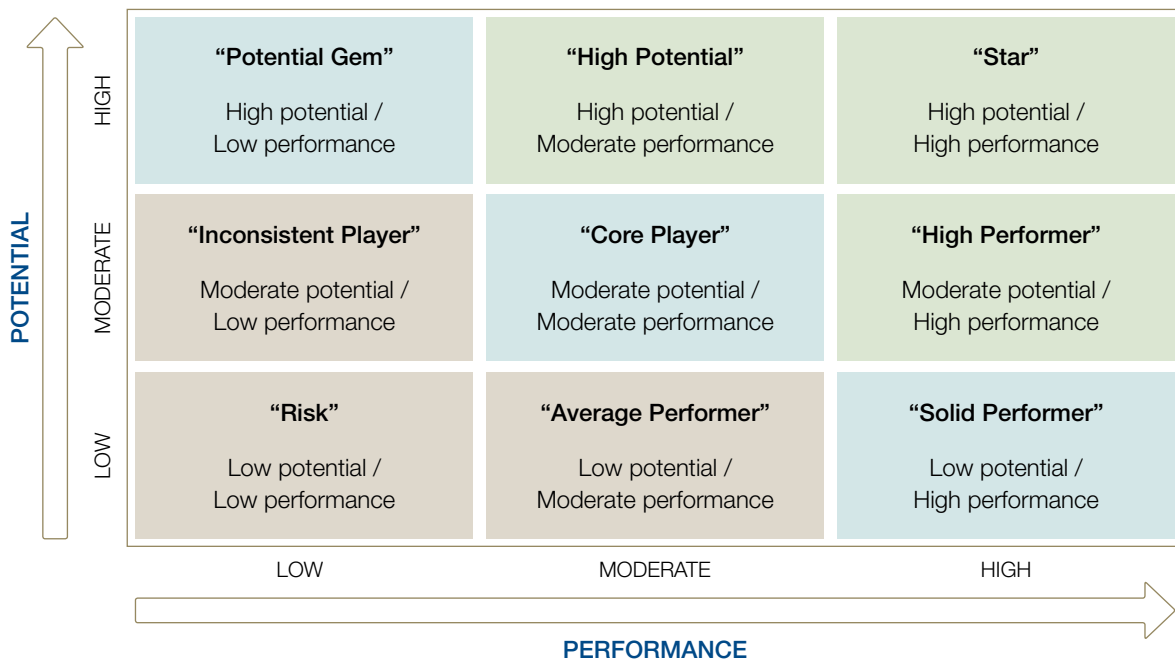 POTENTIAL
HIGH
“Potential Gem”
High potential /
Low performance
“High Potential”
High potential /
Moderate performance
“Star”
High potential /
High performance
MODERATE
“Inconsistent Player”
Moderate potential /
Low performance
“Core Player”
Moderate potential /
Moderate performance
“High Performer”
Moderate potential /
High performance
LOW
“Risk”
Low potential /
Low performance
“Average Performer”
Low potential /
Moderate performance
“Solid Performer”
Low potential /
High performance
LOW
MODERATE
HIGH
PERFORMANCE